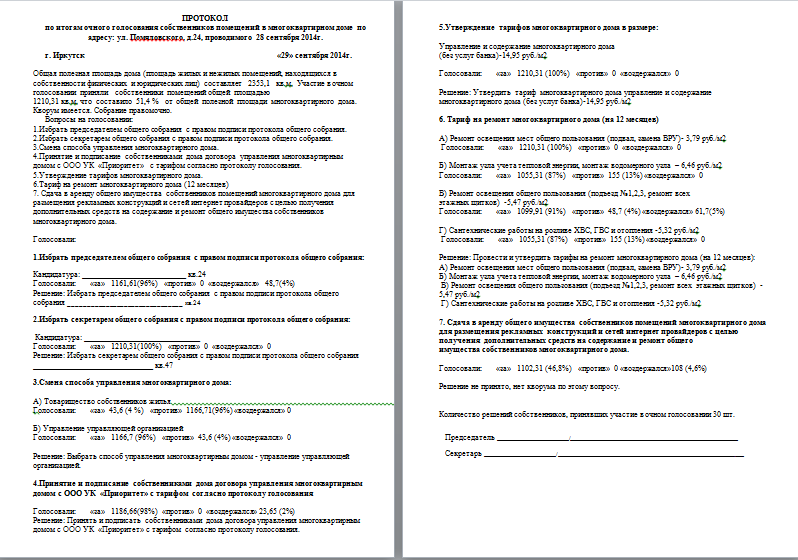 ПРОТОКОЛ
по итогам очного голосования собственников помещений в многоквартирном доме по
адресу: ул. Помяловского, д.24, проводимого 28 сентября 2014г.
г. Иркутск «29» сентября 2014г.
Общая полезная площадь дома (площадь жилых и нежилых помещений, находящихся в
собственности физических и юридических лиц) составляет 2353,1 кв.м, Участие в очном
голосовании приняли собственники помещений общей площадью
1210,31 кв.м, что составило 51,4 % от общей полезной площади многоквартирного дома.
Кворум имеется. Собрание правомочно.
Вопросы на голосовании:
1.Избрать председателем общего собрания с правом подписи протокола общего собрания.
2.Избрать секретарем общего собрания с правом подписи протокола общего собрания.
3.Смена способа управления многоквартирного дома.
4.Принятие и подписание собственниками дома договора управления многоквартирным
домом с ООО УК «Приоритет» с тарифом согласно протоколу голосования.
5.Утверждение тарифов многоквартирного дома.
6.Тариф на ремонт многоквартирного дома (12 месяцев)
7. Сдача в аренду общего имущества собственников помещений многоквартирного дома для
размещения рекламных конструкций и сетей интернет провайдеров с целью получения
дополнительных средств на содержание и ремонт общего имущества собственников
многоквартирного дома.
Голосовали:
1.Избрать председателем общего собрания с правом подписи протокола общего собрания:
Кандидатура: __________________________ кв.24
Голосовали: «за» 1161,61(96%) «против» 0 «воздержался» 48,7(4%)
Решение: Избрать председателем общего собрания с правом подписи протокола общего
собрания ______________________________ кв.24
2.Избрать секретарем общего собрания с правом подписи протокола общего собрания:
Кандидатура: __________________________
Голосовали: «за» 1210,31(100%) «против» 0 «воздержался» 0
Решение: Избрать секретарем общего собрания с правом подписи протокола общего собрания
______________________________ кв.47
3.Смена способа управления многоквартирного дома:
А) Товарищество собственников жилья
Голосовали: «за» 43,6 (4 %) «против» 1166,71(96%) «воздержался» 0
Б) Управление управляющей организацией
Голосовали: «за» 1166,7 (96%) «против» 43,6 (4%) «воздержался» 0
Решение: Выбрать способ управления многоквартирным домом - управление управляющей
организацией.
4.Принятие и подписание собственниками дома договора управления многоквартирным
домом с ООО УК «Приоритет» с тарифом согласно протоколу голосования
Голосовали: «за» 1186,66(98%) «против» 0 «воздержался» 23,65 (2%)
Решение: Принять и подписать собственниками дома договора управления многоквартирным
домом с ООО УК «Приоритет» с тарифом согласно протоколу голосования.
5.Утверждение тарифов многоквартирного дома в размере:
Управление и содержание многоквартирного дома
(без услуг банка)-14,95 руб./м2
Голосовали: «за» 1210,31 (100%) «против» 0 «воздержался» 0
Решение: Утвердить тариф многоквартирного дома управление и содержание
многоквартирного дома (без услуг банка)-14,95 руб./м2
6. Тариф на ремонт многоквартирного дома (на 12 месяцев)
А) Ремонт освещения мест общего пользования (подвал, замена ВРУ)- 3,79 руб./м2
Голосовали: «за» 1210,31 (100%) «против» 0 «воздержался» 0
Б) Монтаж узла учета тепловой энергии, монтаж водомерного узла – 6,46 руб./м2
Голосовали: «за» 1055,31 (87%) «против» 155 (13%)«воздержался» 0
В) Ремонт освещения общего пользования (подъезд №1,2,3, ремонт всех
этажных щитков) -5,47 руб./м2
Голосовали: «за» 1099,91 (91%) «против» 48,7 (4%)«воздержался» 61,7(5%)
Г) Сантехнические работы на розливе ХВС, ГВС и отопления -5,32 руб./м2
Голосовали: «за» 1055,31 (87%) «против» 155 (13%)«воздержался» 0
Решение: Провести и утвердить тарифы на ремонт многоквартирного дома (на 12 месяцев):
А) Ремонт освещения мест общего пользования (подвал, замена ВРУ)- 3,79 руб./м2
Б) Монтаж узла учета тепловой энергии, монтаж водомерного узла – 6,46 руб./м2
В) Ремонт освещения общего пользования (подъезд №1,2,3, ремонт всех этажных щитков) -
5,47 руб./м2
Г) Сантехнические работы на розливе ХВС, ГВС и отопления -5,32 руб./м2
7. Сдача в аренду общего имущества собственников помещений многоквартирного дома
для размещения рекламных конструкций и сетей интернет провайдеров с целью
получения дополнительных средств на содержание и ремонт общего
имущества собственников многоквартирного дома.
Голосовали: «за» 1102,31 (46,8%) «против» 0 «воздержался»108 (4,6%)
Решение не принято, нет кворума по этому вопросу.
Количество решений собственников, принявших участие в очном голосовании 30 шт.
Председатель __________________/__________________________________________
Секретарь __________________/______________________________________________